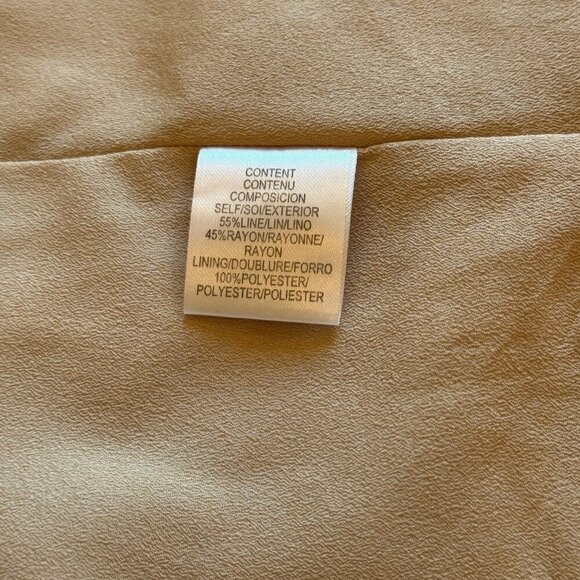 CONTENT
CONTENU
COMPOSICION
SELF/SOI/EXTERIOR
55%LINE/LIN/LINO
45%RAYON/RAYONNE/
RAYON
LINING/DOUBLURE/FORRO
100%POLYESTER/
POLYESTER/POLIESTER